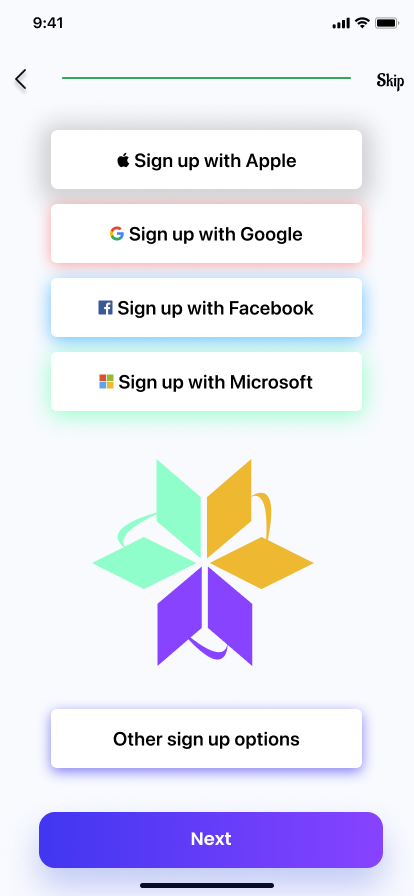 9:41
Skip
Sign up with Apple
Sign up with Google
Sign up with Facebook
Sign up with Microsoft
Other sign up options
Next